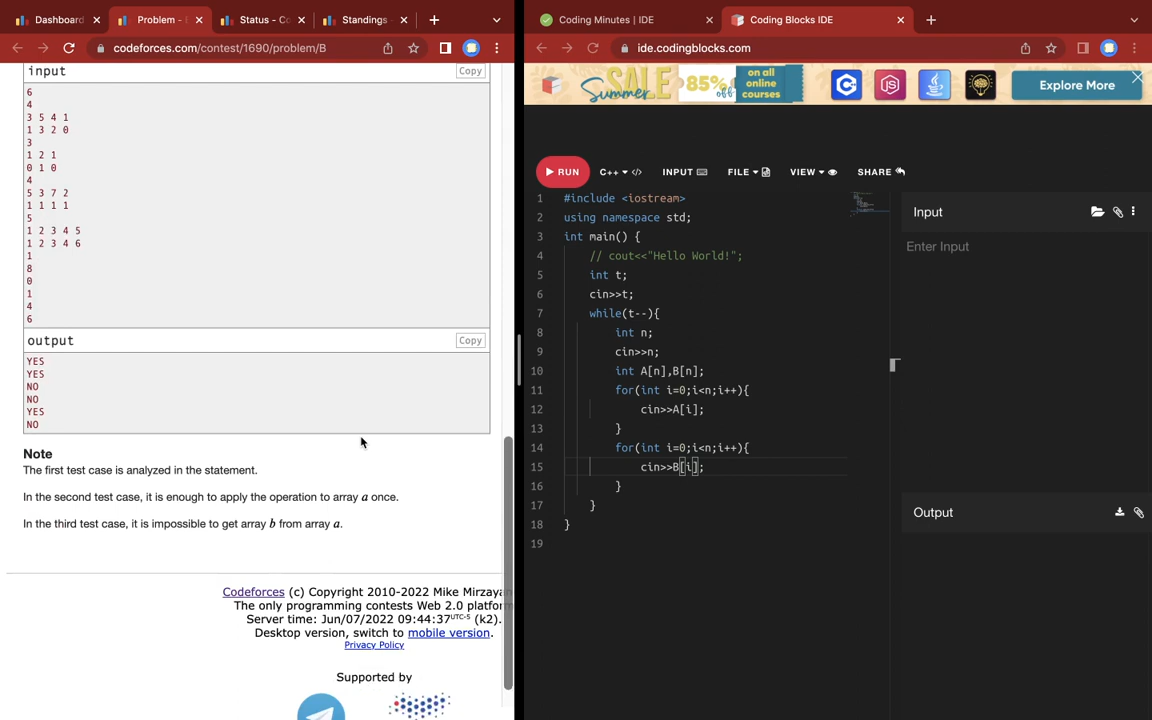 Dashboard
Problem -
Status - Co
Standings
codeforces.com/contest/1690/problem/B
input
Copy
6
4
3 5 4 1
1 3 2 0
3
1 2 1
0 1 0
4
5 3 7 2
1 1 1 1
5
1 2 3 4 5
1 2 3 4 6
1
8
0
1
4
6
output
Copy
YES
YES
NO
NO
YES
NO
Note
The first test case is analyzed in the statement.
In the second test case, it is enough to apply the operation to array a once.
In the third test case, it is impossible to get array b from array a.
Codeforces (c) Copyright 2010-2022 Mike Mirzaya
The only programming contests Web 2.0 platfor
Server time: Jun/07/2022 09:44:37UTC-5 (k2).
Desktop version, switch to mobile version.
Privacy Policy
Supported by
Coding Minutes | IDE
Coding Blocks IDE
ide.codingblocks.com
Summer SALE
85% off
on all
online
courses
Explore More
RUN
C++
INPUT
FILE
VIEW
SHARE
1 #include <iostream>
2 using namespace std;
3 int main() {
4 // cout<<"Hello World!";
5 int t;
6 cin>>t;
7 while(t--){
8 int n;
9 cin>>n;
10 int A[n],B[n];
11 for(int i=0;i<n;i++){
12 cin>>A[i];
13 }
14 for(int i=0;i<n;i++){
15 cin>>B[i];
16 }
17 }
18 }
19
Input
Enter Input
Output